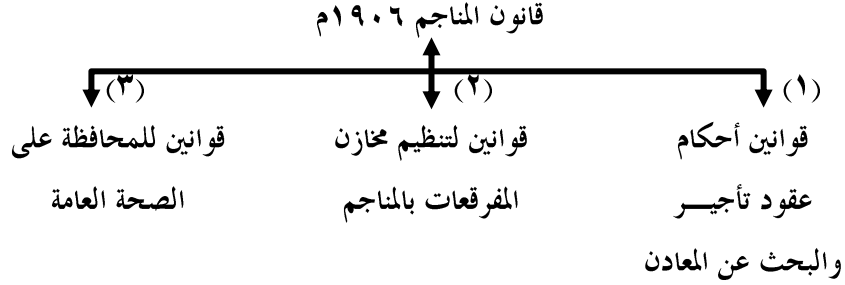 قانون المناجم ١٩٠٦م
(١)
قوانين أحكام
عقود تأجيـــر
والبحث عن المعادن
(٢)
قوانين لتنظيم مخازن
المفرقعات بالمناجم
(٣)
قوانين للمحافظة على
الصحة العامة